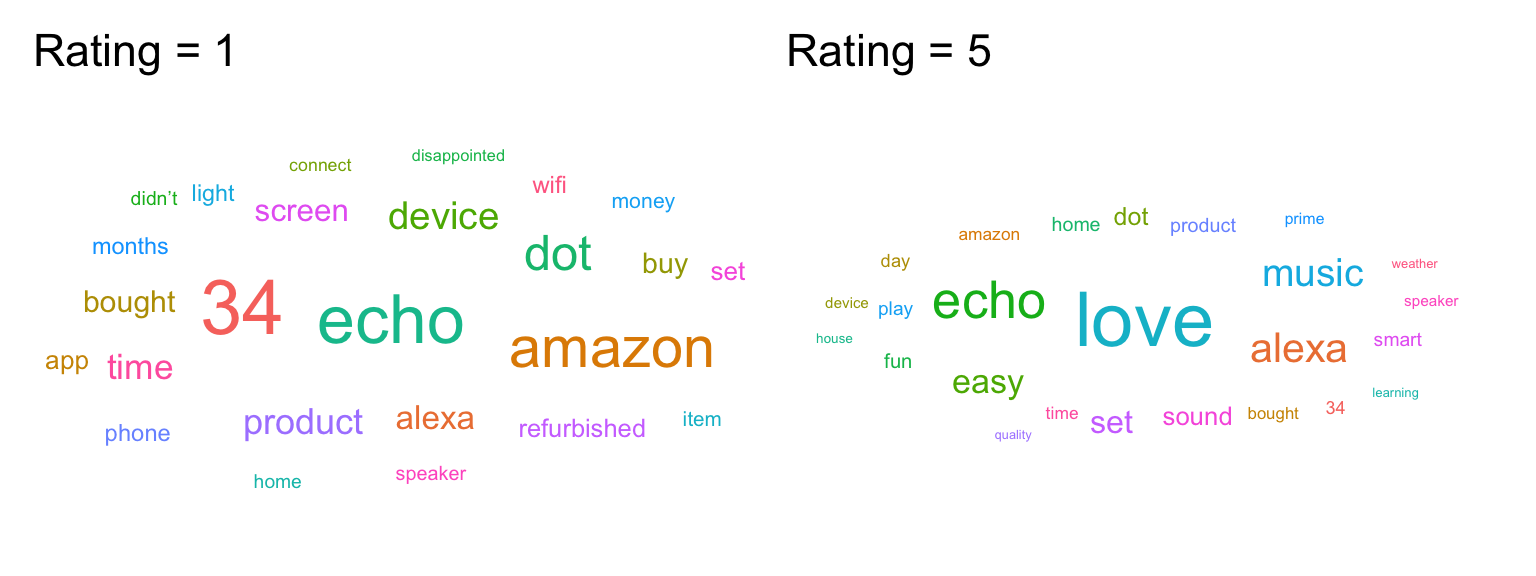 Rating = 1
disappointed
connect
wifi
didn't light
money
screen
device
months
dot
buy
set
bought
34
echo
amazon
app
time
product
alexa
refurbished
item
phone
speaker
home
Rating = 5
home
dot
product
prime
amazon
day
music
weather
device
play
echo
love
speaker
house
fun
alexa
smart
easy
learning
time
set
sound
bought
34
quality